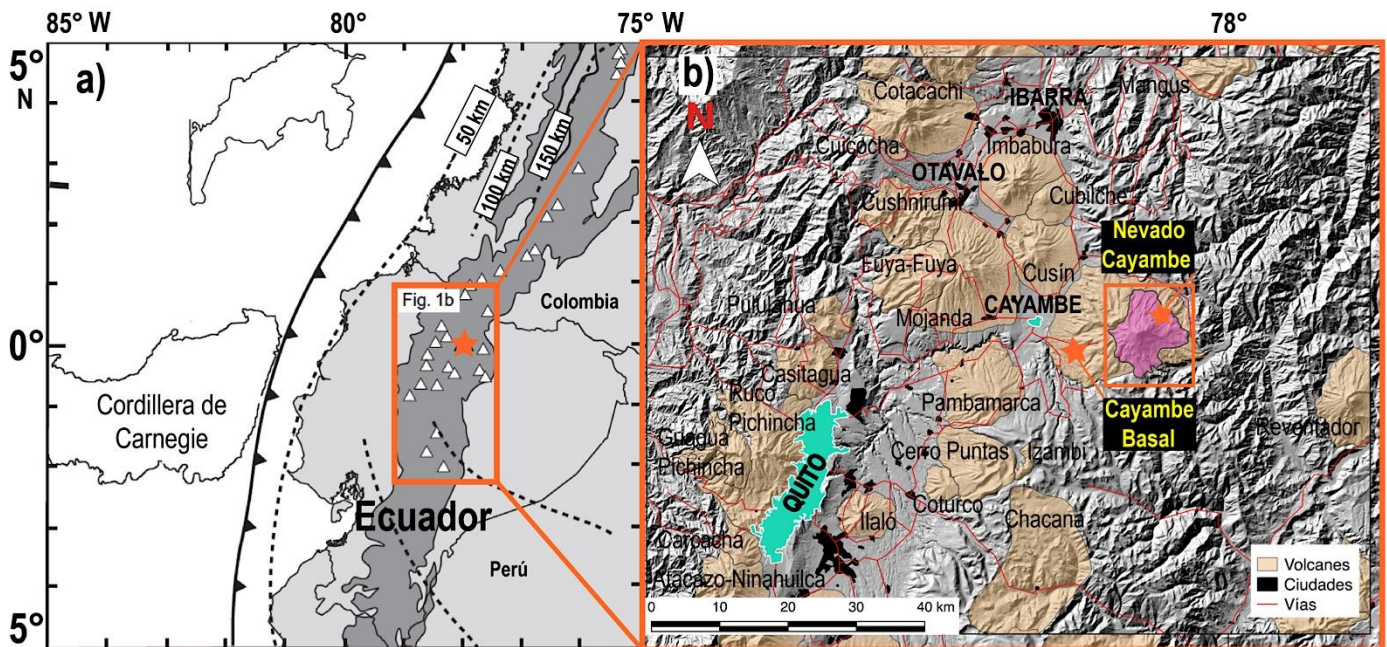 85° W
80°
75° W
78°
5°
N
0°
5°
a)
50 km
100 km
150 km
Fig. 1b
Colombia
Cordillera de
Carnegie
Ecuador
Perú
b)
N
Cotacachi
IBARRA
Mangus
Cuicocha
Imbabura
OTAVALO
Cushnirumi
Cubilche
Nevado
Cayambe
Fuya-Fuya
Cusín
Pululahua
CAYAMBE
Mojanda
Casitagua
Ruco
Pichincha
Pambamarca
Cayambe
Basal
Reventador
Guagua
Pichincha
Cerro Puntas
Izambi
QUITO
Coturco
Ilaló
Chacana
Carcacha
Atacazo-Ninahuilca
Volcanes
Ciudades
Vías
0 10 20 30 40 km